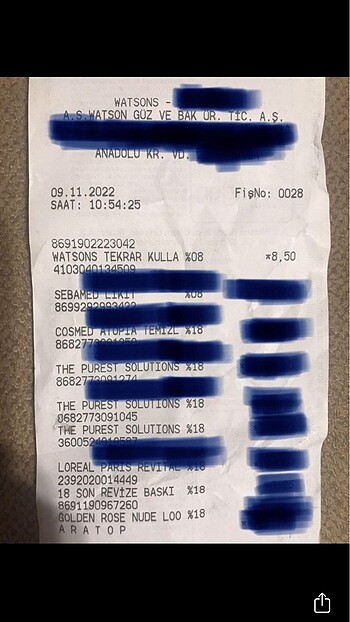 WATSONS -
A.S.WATSON GÜZ VE BAK ÜR. TİC. A.Ş.
ANADOLU KR. VD.
09.11.2022 FişNo: 0028
SAAT: 10:54:25
8691902223042
WATSONS TEKRAR KULLA %08 *8,50
4103040134509
SEBAMED LİKİT %08
COSMED ATOPIA TEMİZL %18
THE PUREST SOLUTIONS %18
THE PUREST SOLUTIONS %18
8682773091045
THE PUREST SOLUTIONS %18
LOREAL PARIS REVITAL %18
2392020014449
18 SON REVİZE BASKI %18
8691190967260
GOLDEN ROSE NUDE LOO %18
A R A T O P